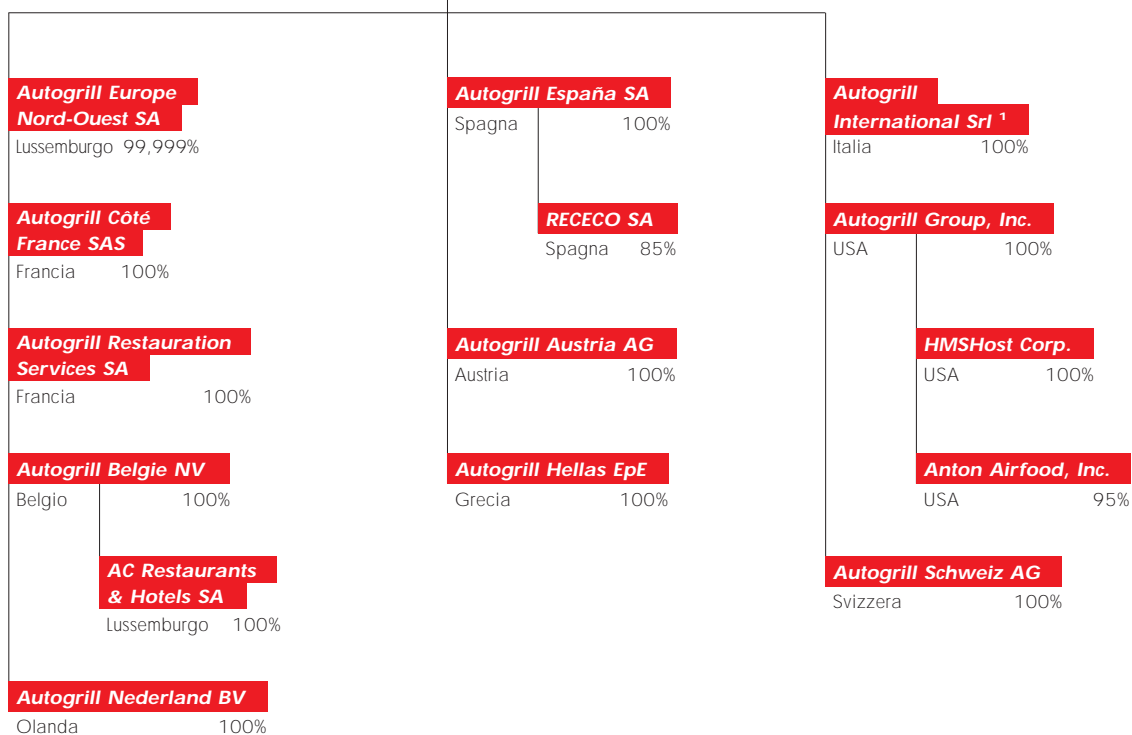 Autogrill Europe
Nord-Ouest SA
Lussemburgo 99,999%
Autogrill Côté
France SAS
Francia 100%
Autogrill Restauration
Services SA
Francia 100%
Autogrill Belgie NV
Belgio 100%
AC Restaurants
& Hotels SA
Lussemburgo 100%
Autogrill Nederland BV
Olanda 100%
Autogrill España SA
Spagna 100%
RECECO SA
Spagna 85%
Autogrill Austria AG
Austria 100%
Autogrill Hellas EpE
Grecia 100%
Autogrill
International Srl ¹
Italia 100%
Autogrill Group, Inc.
USA 100%
HMSHost Corp.
USA 100%
Anton Airfood, Inc.
USA 95%
Autogrill Schweiz AG
Svizzera 100%